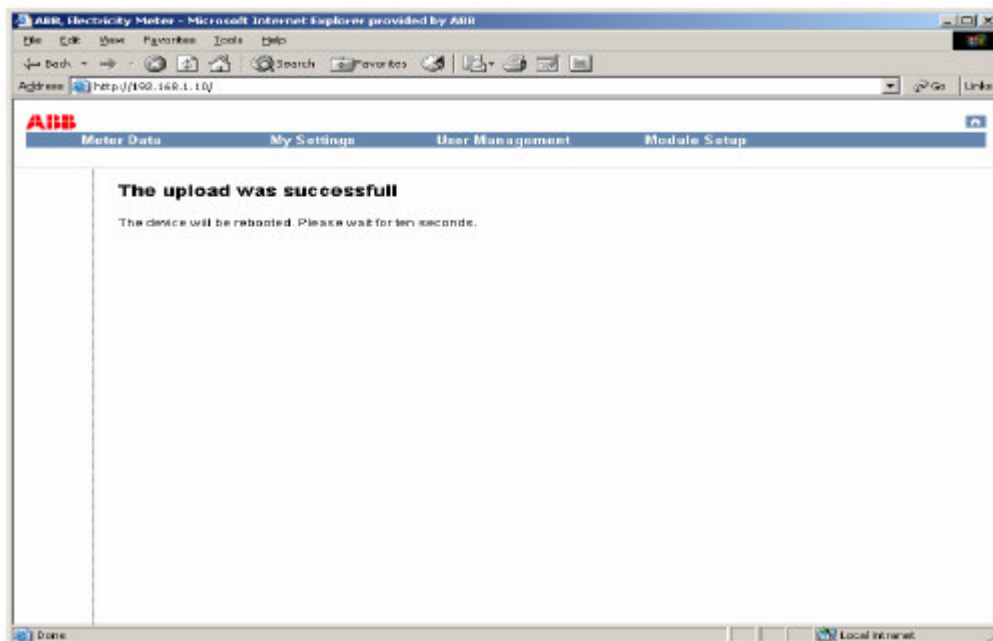 ABB, Electricity Meter - Microsoft Internet Explorer provided by ABB
File Edit View Favorites Tools Help
Back Search Favorites
Address http://192.168.1.10/ Go Links
ABB
Meter Data My Settings User Management Module Setup
The upload was successfull
The device will be rebooted. Please wait for ten seconds.
Done Local intranet